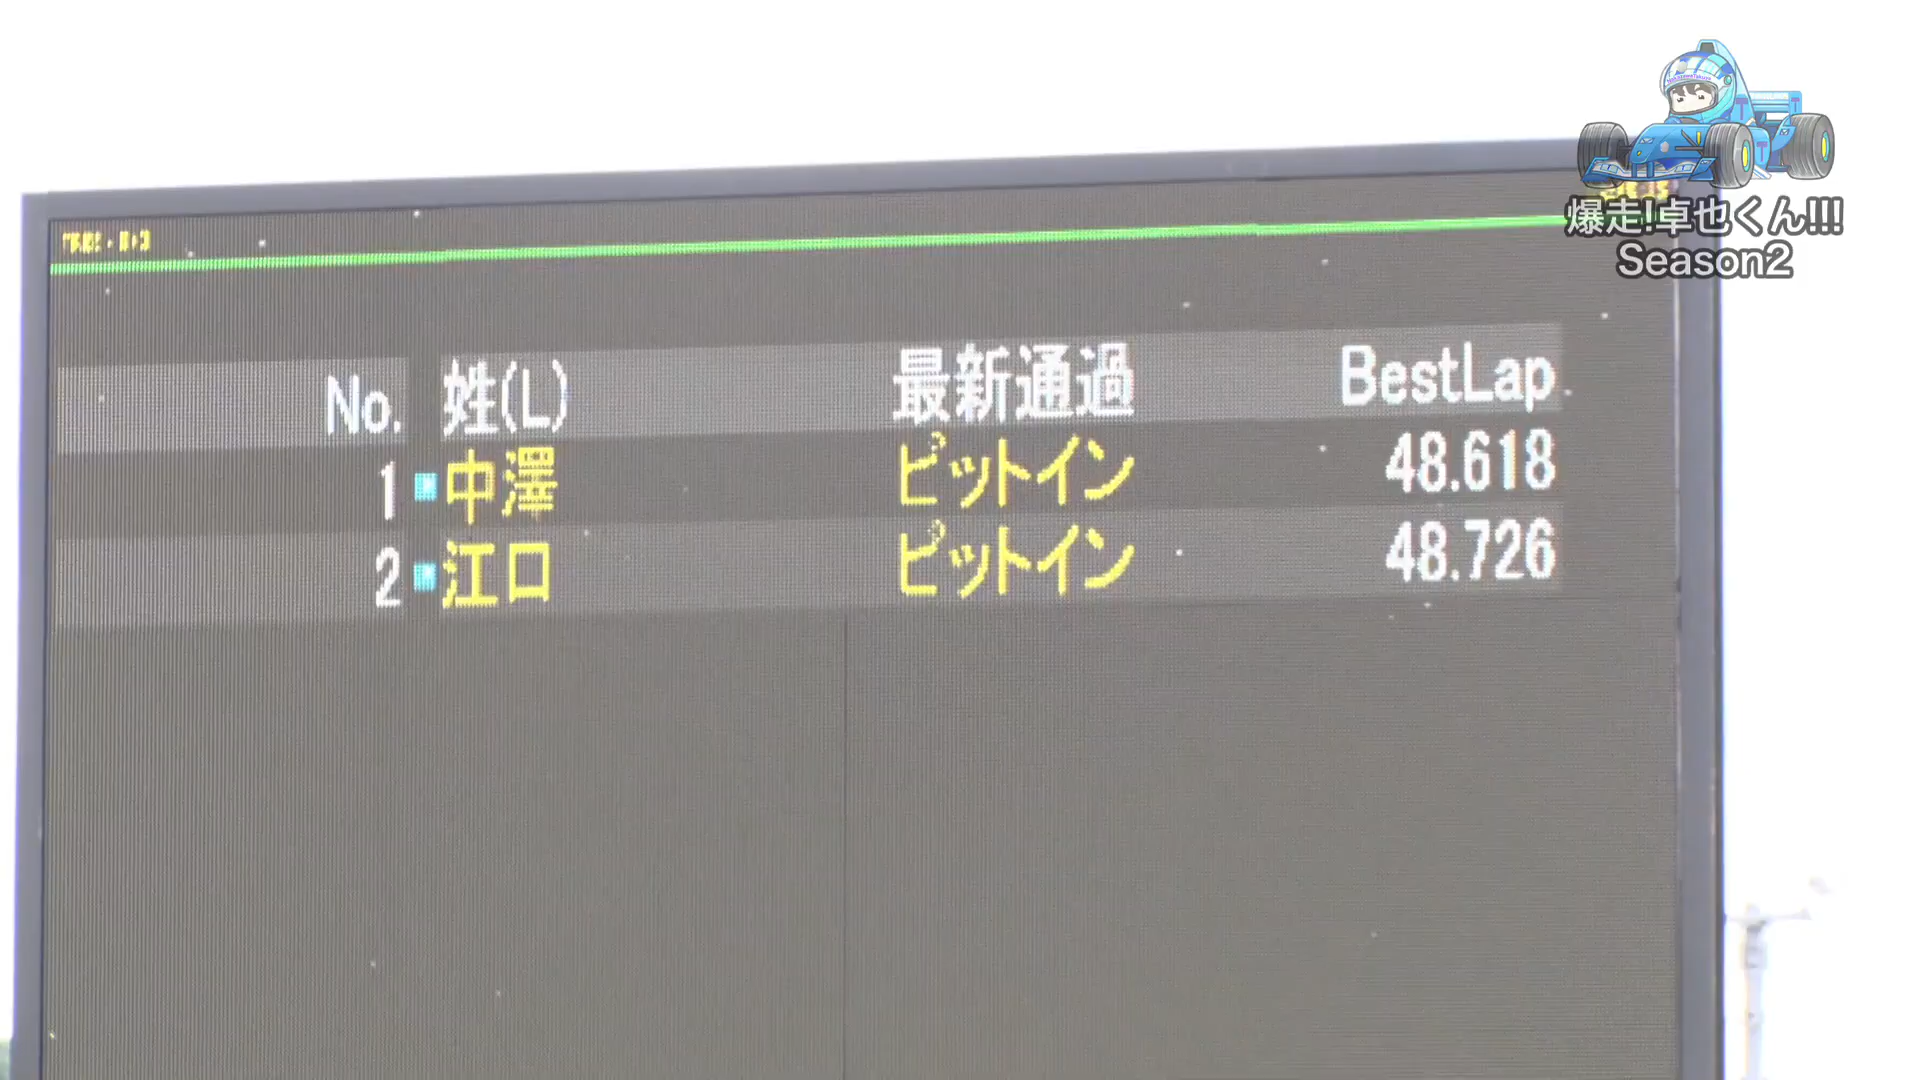 爆走!卓也くん!!!
Season2
No. 姓(L) 最新通過 BestLap
1 中澤 ピットイン 48.618
2 江口 ピットイン 48.726